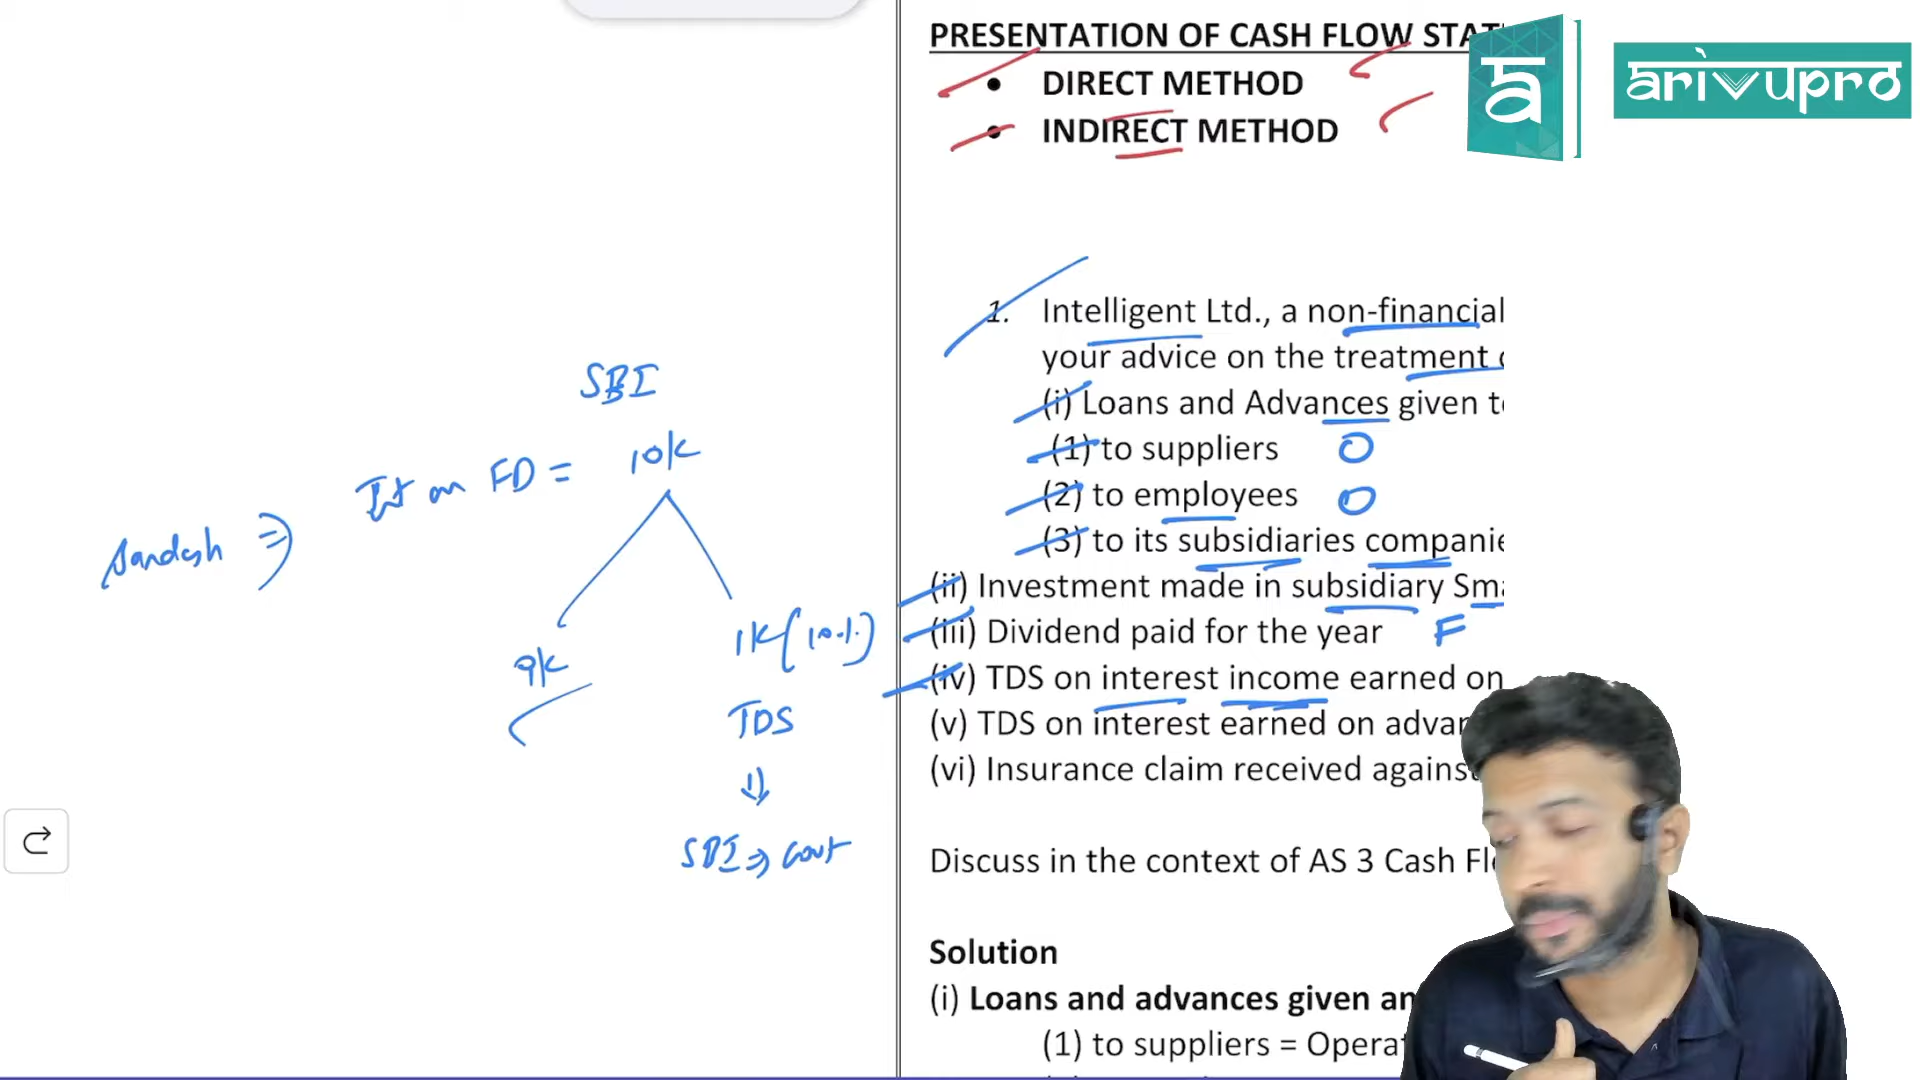 PRESENTATION OF CASH FLOW STAT
• DIRECT METHOD
• INDIRECT METHOD
arivupro
1. Intelligent Ltd., a non-financial
your advice on the treatment
(i) Loans and Advances given
(1) to suppliers O
(2) to employees O
(3) to its subsidiaries companie
(ii) Investment made in subsidiary Sma
(iii) Dividend paid for the year F
(iv) TDS on interest income earned on
(v) TDS on interest earned on advan
(vi) Insurance claim received against
Discuss in the context of AS 3 Cash Fl
Solution
(i) Loans and advances given an
(1) to suppliers = Opera
SBI
Sandesh ⇒ Int on FD = 10k
9k 1k (10%)
TDS
⇓
SBI ⇒ Govt